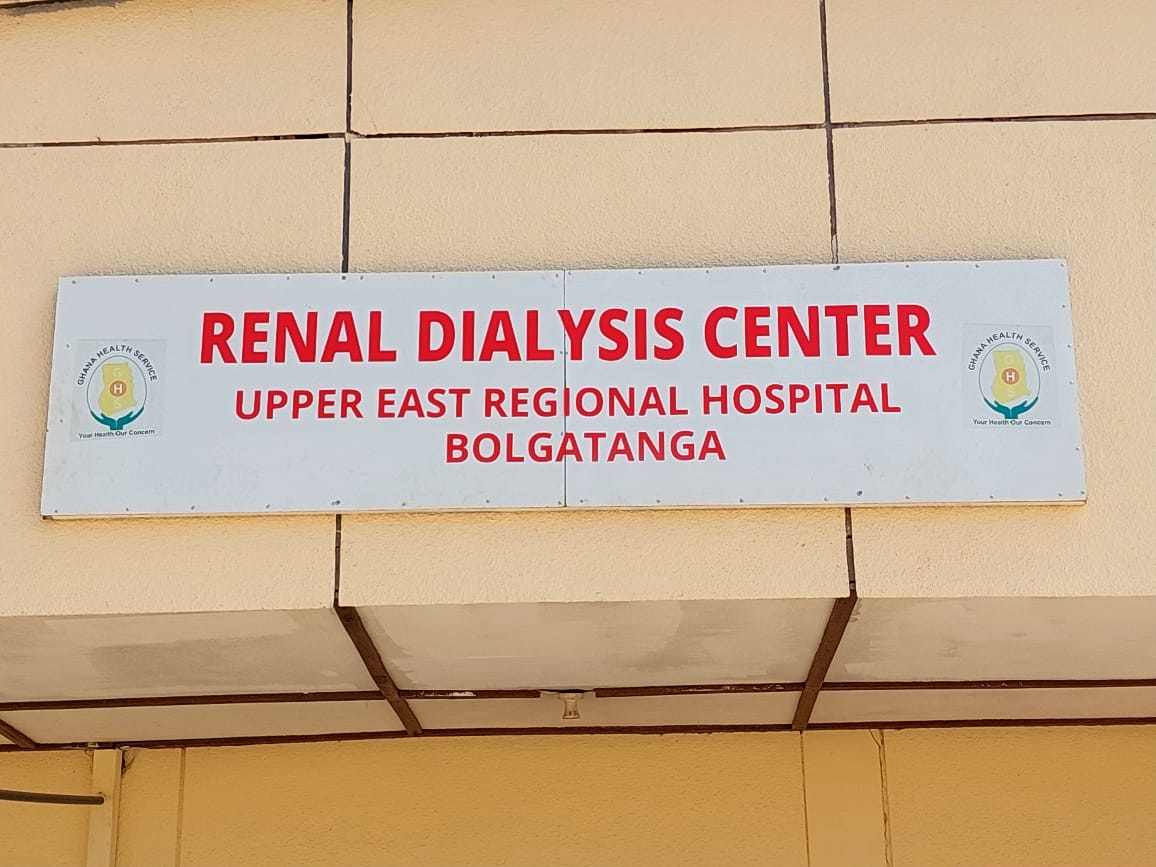 RENAL DIALYSIS CENTER
UPPER EAST REGIONAL HOSPITAL
BOLGATANGA
GHANA HEALTH SERVICE
G
H
S
Your Health-Our Concern
GHANA HEALTH SERVICE
G
H
S
Your Health-Our Concern